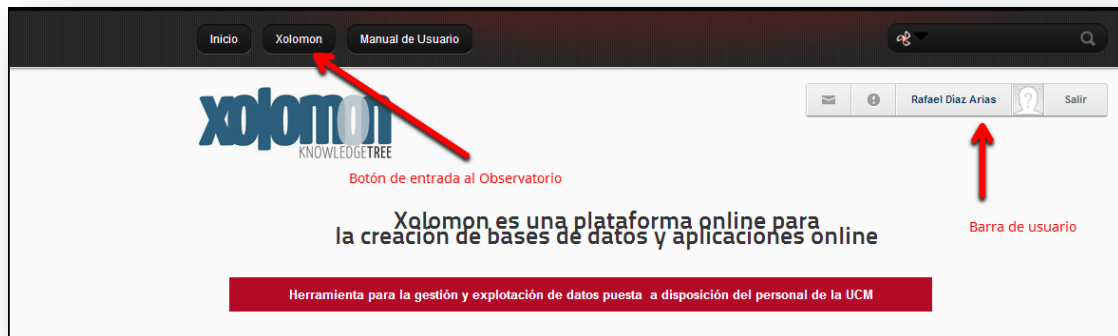 Inicio
Xolomon
Manual de Usuario
Rafael Díaz Arias
Salir
xolomon
KNOWLEDGETREE
Botón de entrada al Observatorio
Barra de usuario
Xolomon es una plataforma online para
la creación de bases de datos y aplicaciones online
Herramienta para la gestión y explotación de datos puesta a disposición del personal de la UCM